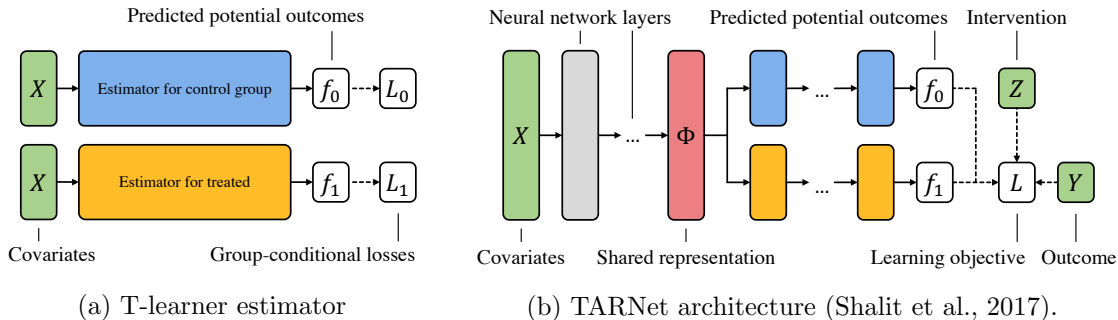 Predicted potential outcomes
X
Estimator for control group
f₀
L₀
X
Estimator for treated
f₁
L₁
Covariates
Group-conditional losses
(a) T-learner estimator
Neural network layers
Predicted potential outcomes
Intervention
X
...
Φ
...
f₀
Z
...
f₁
L
Y
Covariates
Shared representation
Learning objective
Outcome
(b) TARNet architecture (Shalit et al., 2017).